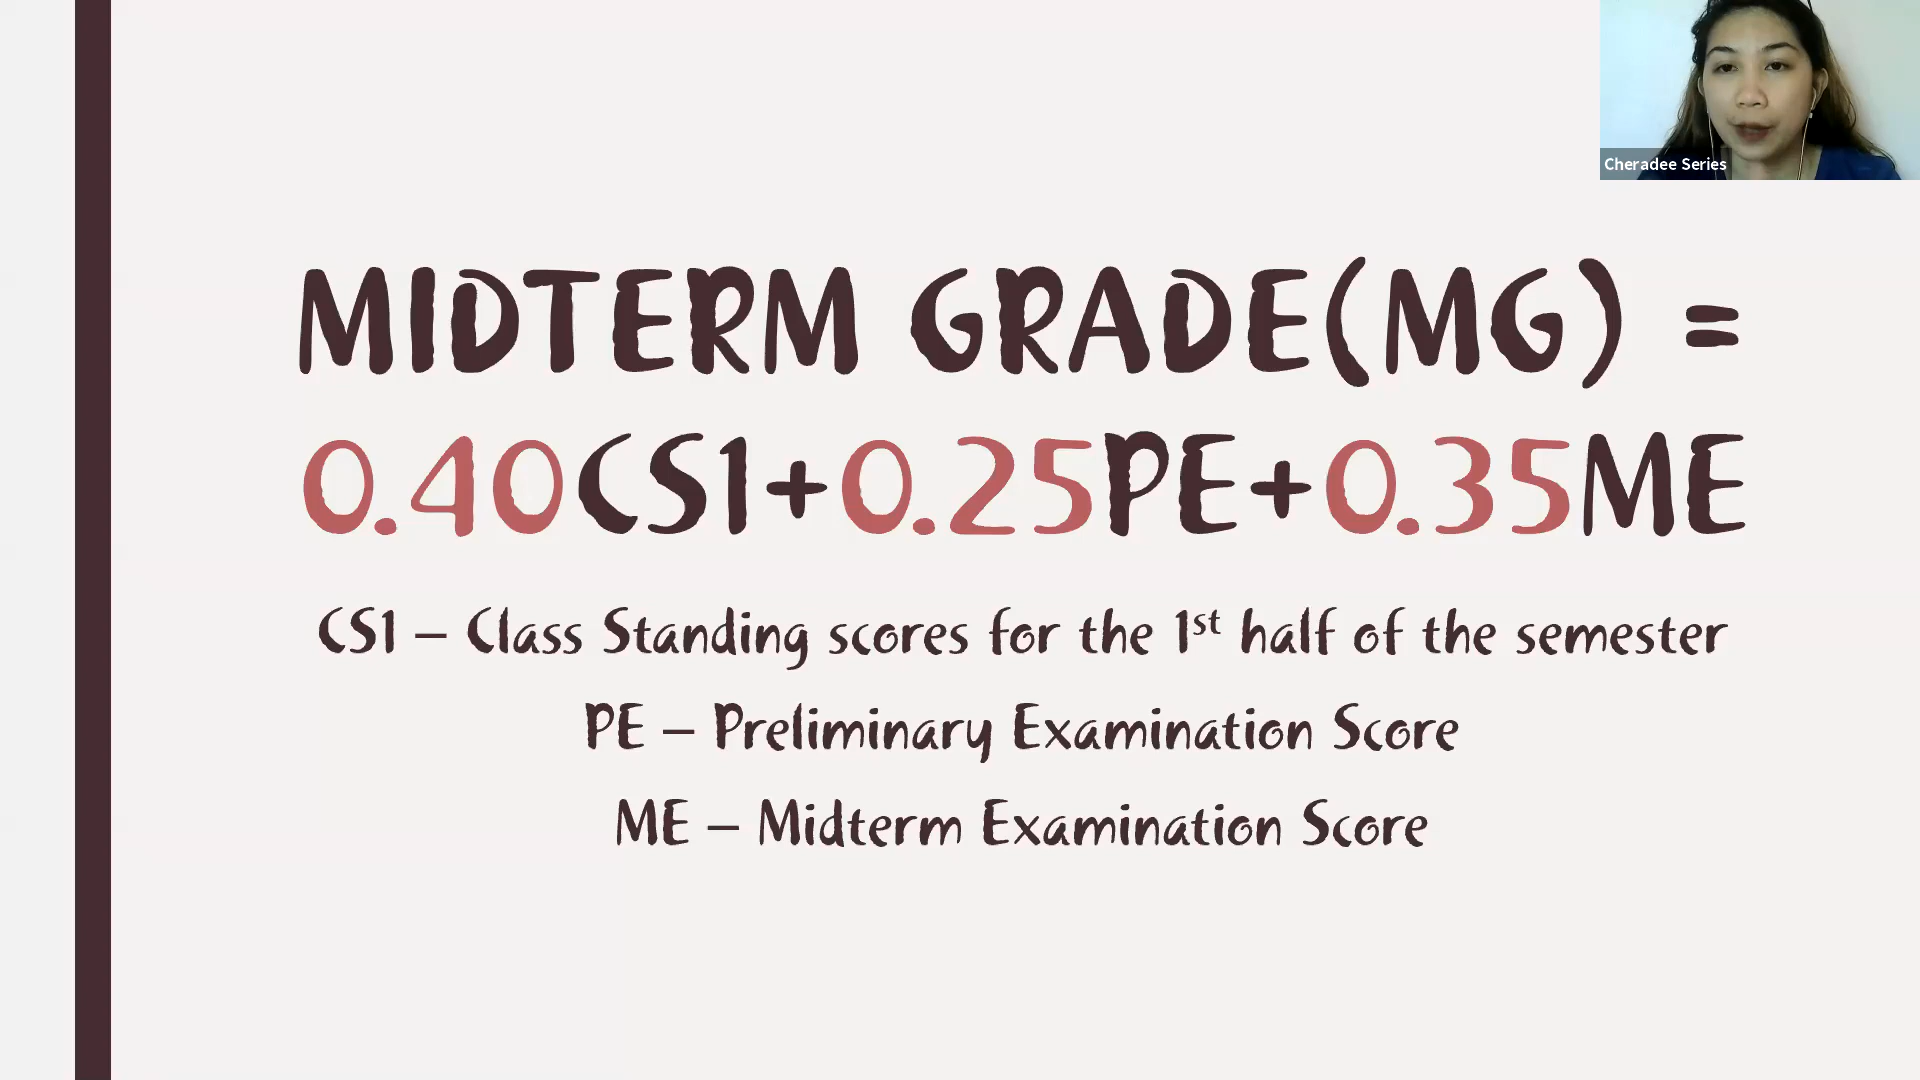 Cheradee Series
MIDTERM GRADE(MG) =
0.40CS1+0.25PE+0.35ME
CS1 – Class Standing scores for the 1st half of the semester
PE – Preliminary Examination Score
ME – Midterm Examination Score